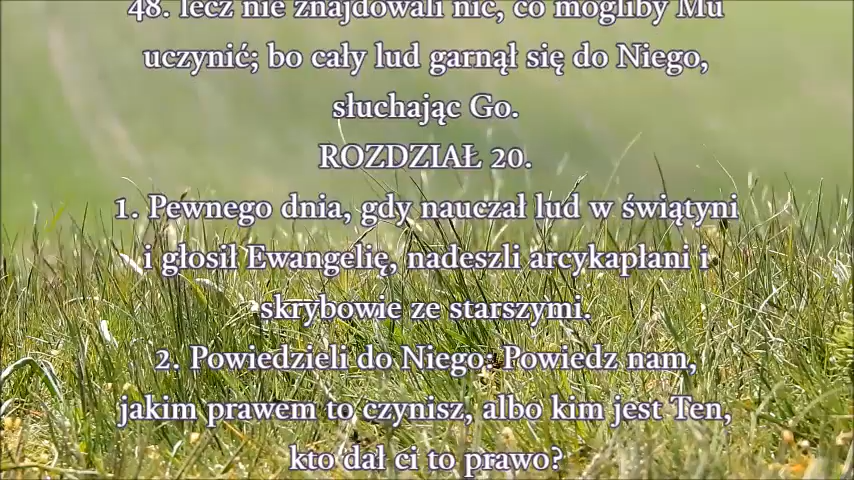 48. lecz nie znajdowali nic, co mogliby Mu
uczynić; bo cały lud garnął się do Niego,
słuchając Go.
ROZDZIAŁ 20.
1. Pewnego dnia, gdy nauczał lud w świątyni
i głosił Ewangelię, nadeszli arcykapłani i
skrybowie ze starszymi.
2. Powiedzieli do Niego: Powiedz nam,
jakim prawem to czynisz, albo kim jest Ten,
kto dał ci to prawo?